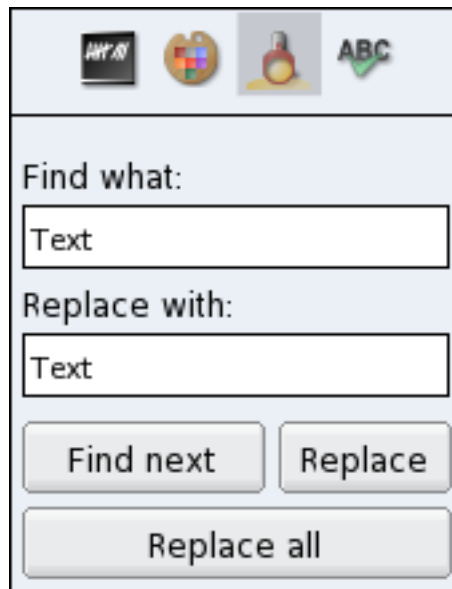 ABC
Find what:
Text
Replace with:
Text
Find next Replace
Replace all